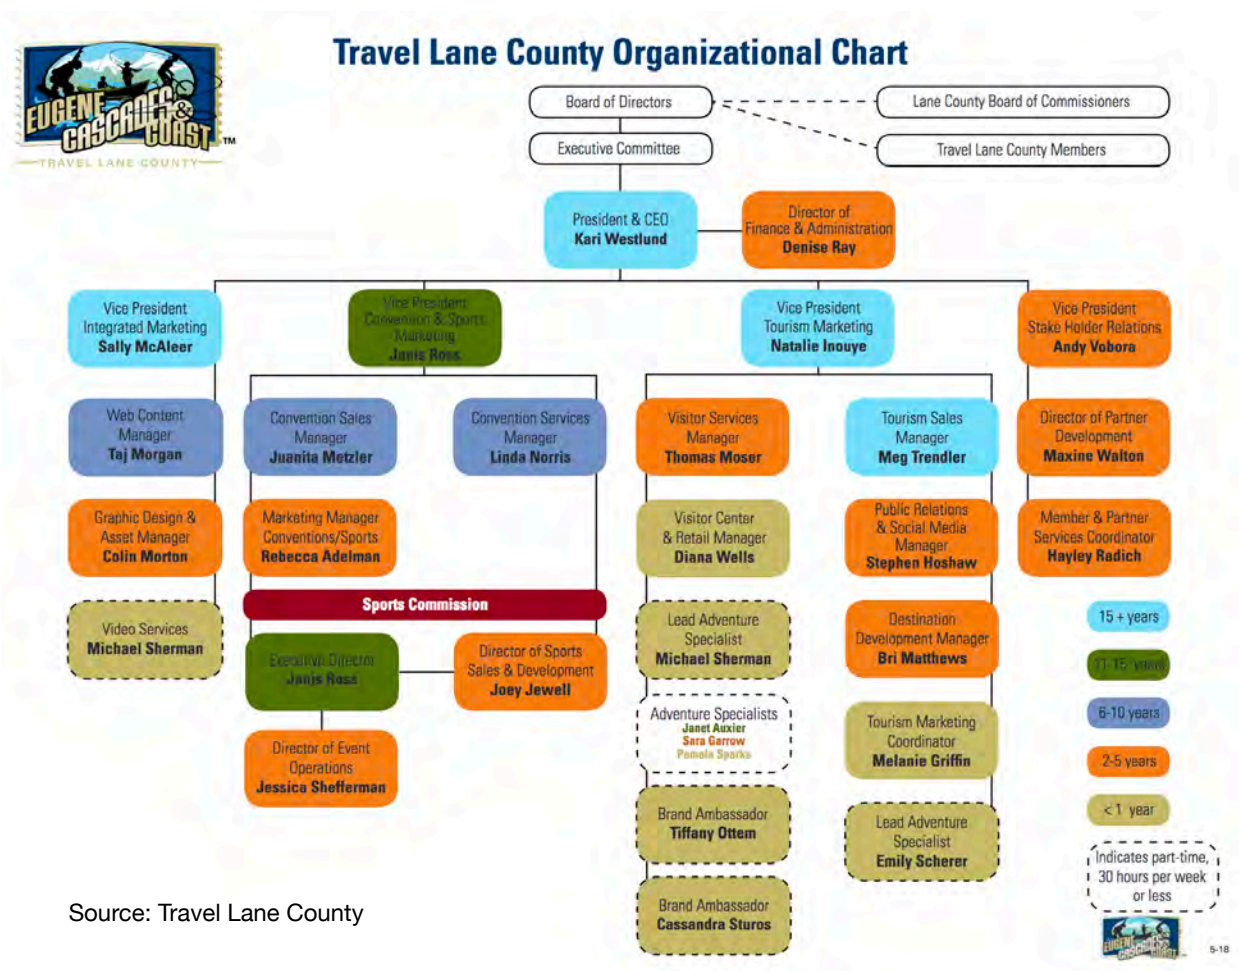 Travel Lane County Organizational Chart
EUGENE
CASCADES &
COAST ™
TRAVEL LANE COUNTY
Board of Directors
Lane County Board of Commissioners
Executive Committee
Travel Lane County Members
President & CEO
Kari Westlund
Director of
Finance & Administration
Denise Ray
Vice President
Integrated Marketing
Sally McAleer
Vice President
Convention & Sports
Marketing
Janis Ross
Vice President
Tourism Marketing
Natalie Inouye
Vice President
Stake Holder Relations
Andy Vobora
Web Content
Manager
Taj Morgan
Convention Sales
Manager
Juanita Metzler
Convention Services
Manager
Linda Norris
Visitor Services
Manager
Thomas Moser
Tourism Sales
Manager
Meg Trendler
Director of Partner
Development
Maxine Walton
Graphic Design &
Asset Manager
Colin Morton
Marketing Manager
Conventions/Sports
Rebecca Adelman
Visitor Center
& Retail Manager
Diana Wells
Public Relations
& Social Media
Manager
Stephen Hoshaw
Member & Partner
Services Coordinator
Hayley Radich
Sports Commission
Video Services
Michael Sherman
Executive Director
Janis Ross
Director of Sports
Sales & Development
Joey Jewell
Lead Adventure
Specialist
Michael Sherman
Destination
Development Manager
Bri Matthews
Director of Event
Operations
Jessica Shefferman
Adventure Specialists
Janet Auxier
Sara Garrow
Pamela Sparks
Tourism Marketing
Coordinator
Melanie Griffin
Brand Ambassador
Tiffany Ottem
Lead Adventure
Specialist
Emily Scherer
Brand Ambassador
Cassandra Sturos
15 + years
11-15 years
6-10 years
2-5 years
< 1 year
Indicates part-time,
30 hours per week
or less
Source: Travel Lane County
EUGENE
CASCADES &
COAST
5-18